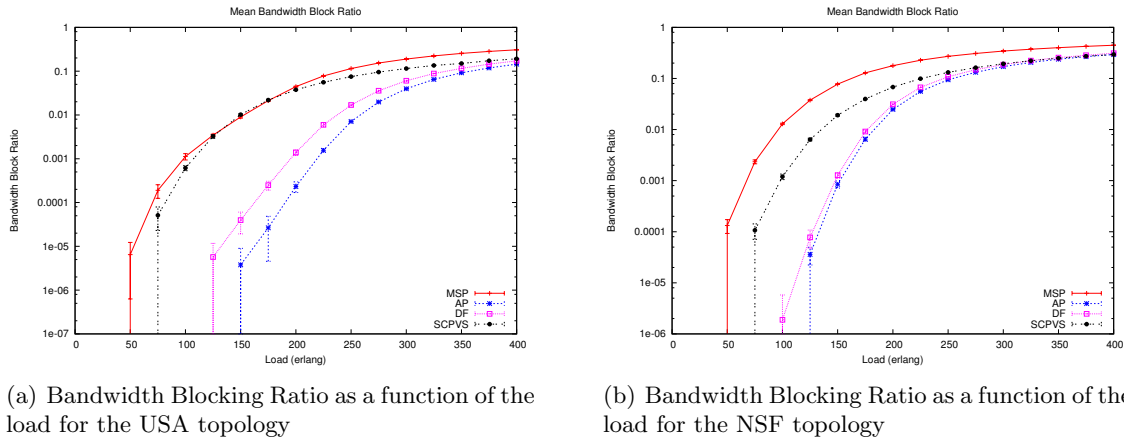 Mean Bandwidth Block Ratio
1
0.1
0.01
0.001
0.0001
1e-05
1e-06
1e-07
Bandwidth Block Ratio
0
50
100
150
200
250
300
350
400
Load (erlang)
MSP
AP
DF
SCPVS
(a) Bandwidth Blocking Ratio as a function of the
load for the USA topology
Mean Bandwidth Block Ratio
1
0.1
0.01
0.001
0.0001
1e-05
1e-06
Bandwidth Block Ratio
0
50
100
150
200
250
300
350
400
Load (erlang)
MSP
AP
DF
SCPVS
(b) Bandwidth Blocking Ratio as a function of the
load for the NSF topology